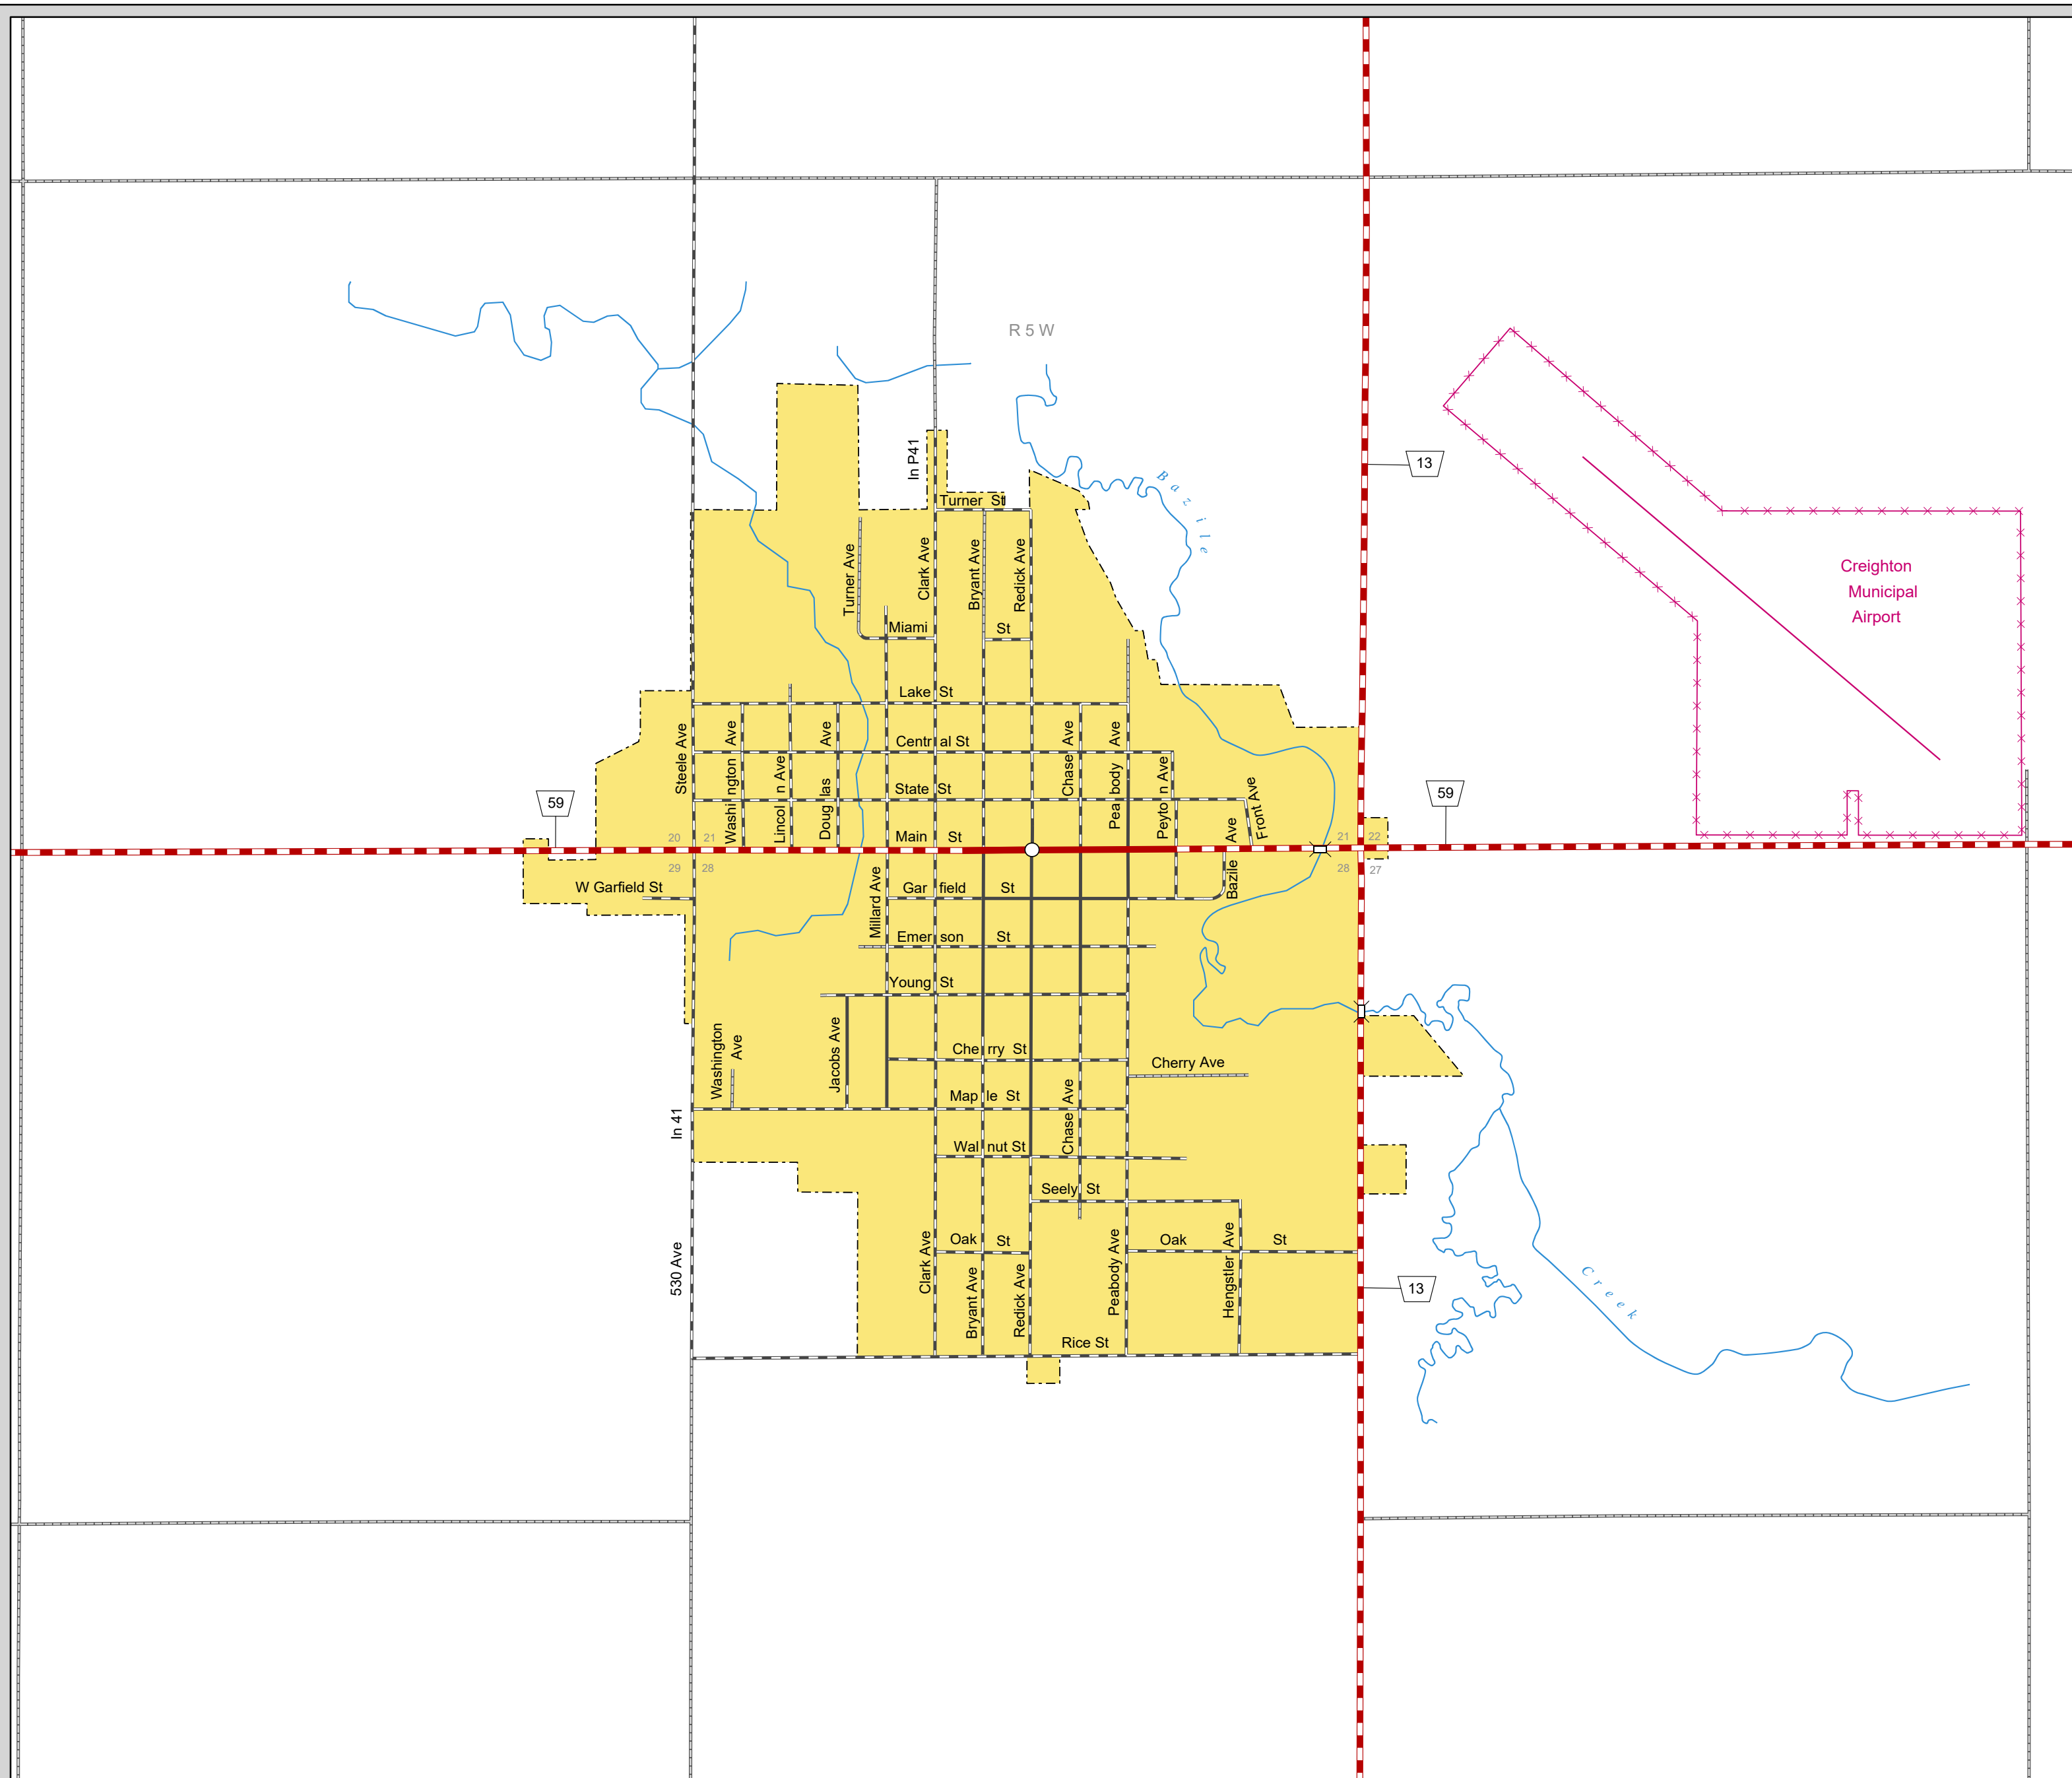 R 5 W
Bazile
In P41
13
Turner St
Creighton
Municipal
Airport
Turner Ave
Clark Ave
Bryant Ave
Redick Ave
Miami St
Lake St
Steele Ave
Washington Ave
Lincoln Ave
Douglas Ave
Central St
Chase Ave
Peabody Ave
Peyton Ave
Front Ave
State St
59
59
20 21
Main St
Bazile Ave
21 22
29 28
28 27
W Garfield St
Millard Ave
Garfield St
Emerson St
Young St
Washington
Ave
Jacobs Ave
Cherry St
Cherry Ave
Chase Ave
Maple St
In 41
Walnut St
Seely St
530 Ave
Clark Ave
Oak St
Peabody Ave
Oak St
Hengstler Ave
Bryant Ave
Redick Ave
13
Creek
Rice St